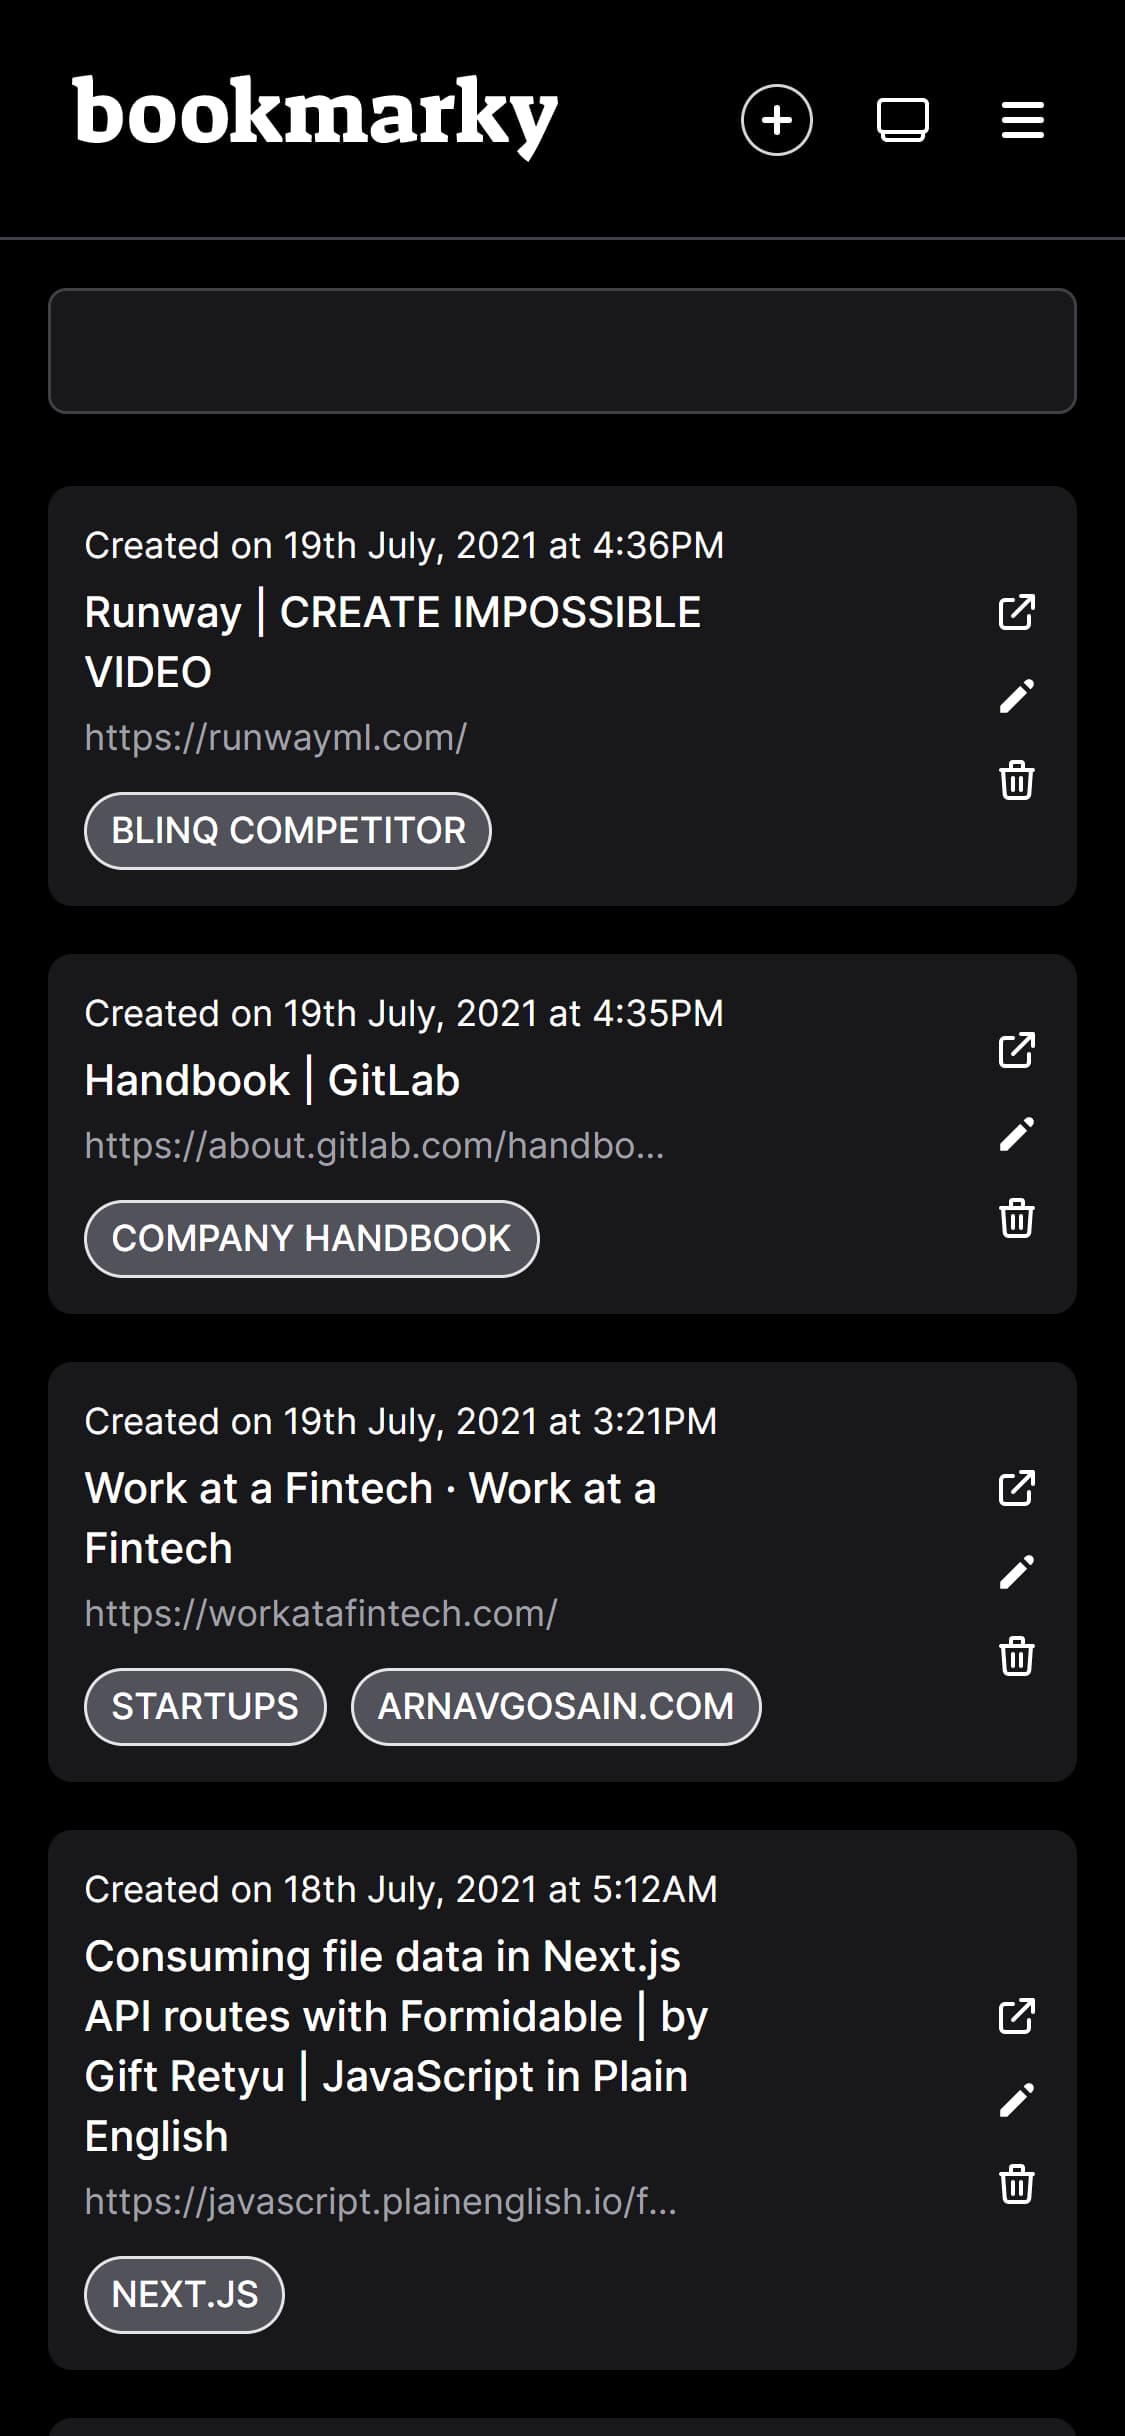 bookmarky
Created on 19th July, 2021 at 4:36PM
Runway | CREATE IMPOSSIBLE
VIDEO
https://runwayml.com/
BLINQ COMPETITOR
Created on 19th July, 2021 at 4:35PM
Handbook | GitLab
https://about.gitlab.com/handbo...
COMPANY HANDBOOK
Created on 19th July, 2021 at 3:21PM
Work at a Fintech · Work at a
Fintech
https://workatafintech.com/
STARTUPS ARNAVGOSAIN.COM
Created on 18th July, 2021 at 5:12AM
Consuming file data in Next.js
API routes with Formidable | by
Gift Retyu | JavaScript in Plain
English
https://javascript.plainenglish.io/f...
NEXT.JS